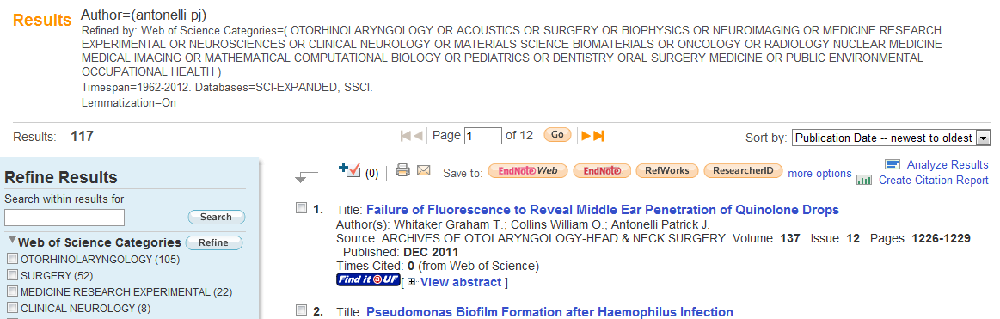 Results
Author=(antonelli pj)
Refined by: Web of Science Categories=( OTORHINOLARYNGOLOGY OR ACOUSTICS OR SURGERY OR BIOPHYSICS OR NEUROIMAGING OR MEDICINE RESEARCH
EXPERIMENTAL OR NEUROSCIENCES OR CLINICAL NEUROLOGY OR MATERIALS SCIENCE BIOMATERIALS OR ONCOLOGY OR RADIOLOGY NUCLEAR MEDICINE
MEDICAL IMAGING OR MATHEMATICAL COMPUTATIONAL BIOLOGY OR PEDIATRICS OR DENTISTRY ORAL SURGERY MEDICINE OR PUBLIC ENVIRONMENTAL
OCCUPATIONAL HEALTH )
Timespan=1962-2012. Databases=SCI-EXPANDED, SSCI.
Lemmatization=On
Results: 117
Page 1 of 12 Go
Sort by: Publication Date -- newest to oldest
Refine Results
Search within results for
Search
Web of Science Categories Refine
OTORHINOLARYNGOLOGY (105)
SURGERY (52)
MEDICINE RESEARCH EXPERIMENTAL (22)
CLINICAL NEUROLOGY (8)
(0) Save to: EndNote Web EndNote RefWorks ResearcherID more options
Analyze Results
Create Citation Report
1. Title: Failure of Fluorescence to Reveal Middle Ear Penetration of Quinolone Drops
Author(s): Whitaker Graham T.; Collins William O.; Antonelli Patrick J.
Source: ARCHIVES OF OTOLARYNGOLOGY-HEAD & NECK SURGERY Volume: 137 Issue: 12 Pages: 1226-1229
Published: DEC 2011
Times Cited: 0 (from Web of Science)
Find it @ UF [ View abstract ]
2. Title: Pseudomonas Biofilm Formation after Haemophilus Infection